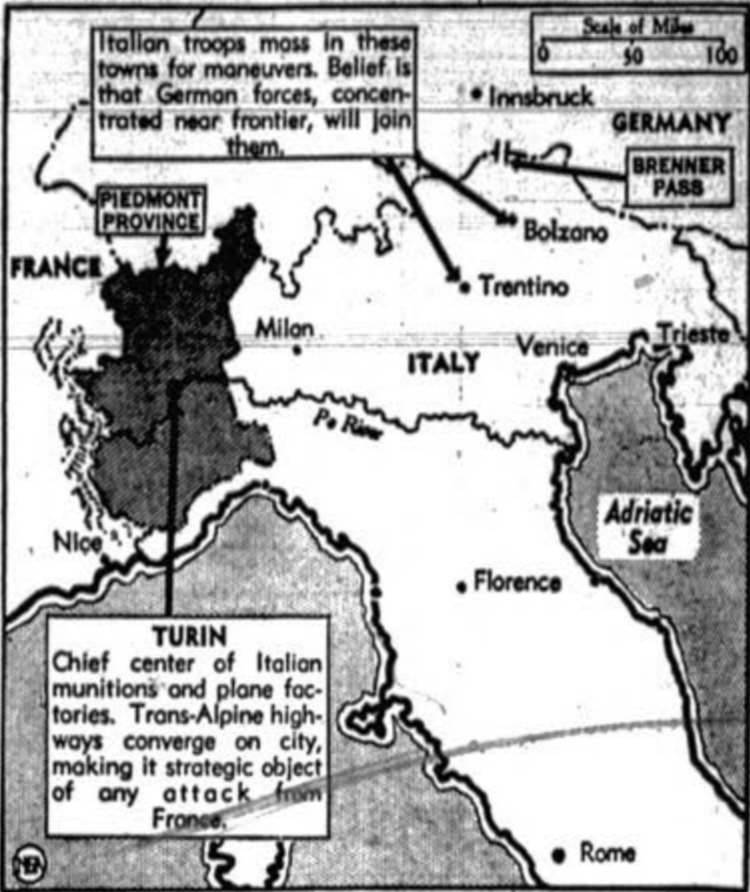 Scale of Miles
0 50 100
Italian troops mass in these
towns for maneuvers. Belief is
that German forces, concen-
trated near frontier, will join
them.
Innsbruck
GERMANY
BRENNER
PASS
PIEDMONT
PROVINCE
Bolzano
FRANCE
Trentino
Milan
ITALY
Venice
Trieste
Po River
Adriatic
Sea
Nice
Florence
TURIN
Chief center of Italian
munitions and plane fac-
tories. Trans-Alpine high-
ways converge on city,
making it strategic object
of any attack from
France.
Rome
NEA